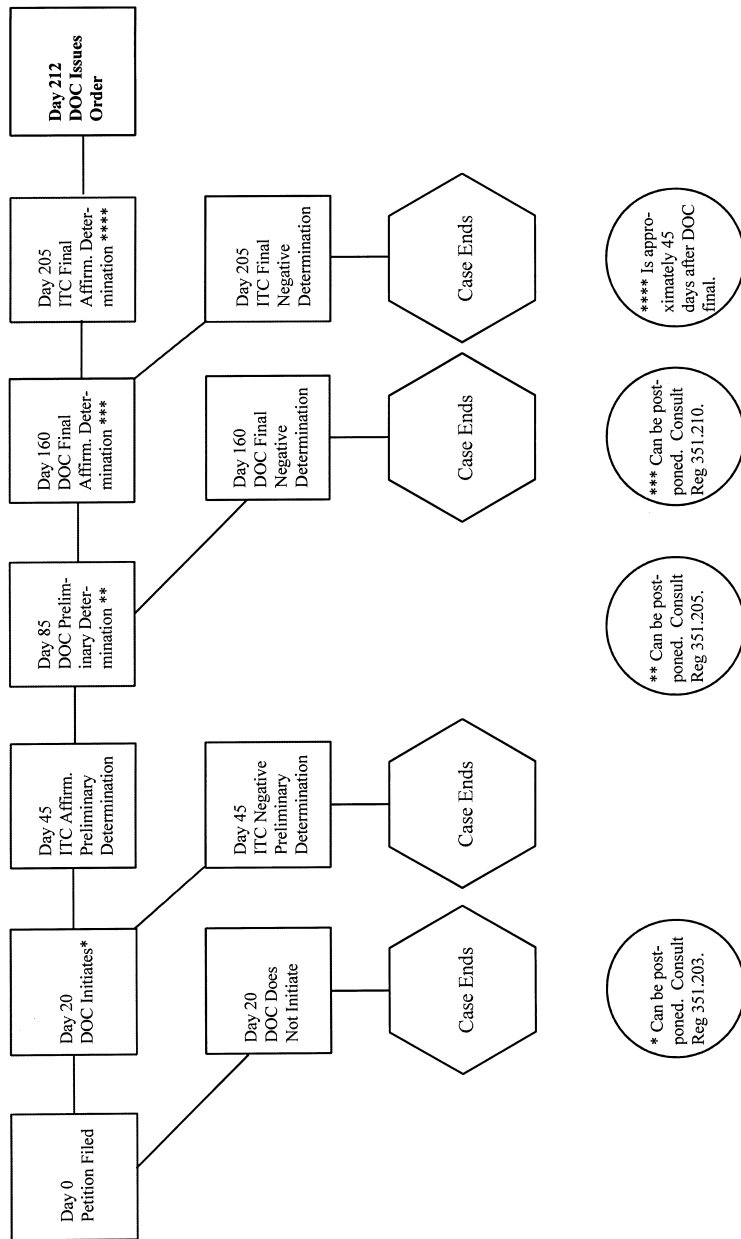 Day 0
Petition Filed
Day 20
DOC Initiates*
Day 45
ITC Affirm.
Preliminary
Determination
Day 85
DOC Prelim-
inary Deter-
mination **
Day 160
DOC Final
Affirm. Deter-
mination ***
Day 205
ITC Final
Affirm. Deter-
mination ****
Day 212
DOC Issues
Order
Day 20
DOC Does
Not Initiate
Day 45
ITC Negative
Preliminary
Determination
Day 160
DOC Final
Negative
Determination
Day 205
ITC Final
Negative
Determination
Case Ends
Case Ends
Case Ends
Case Ends
* Can be post-
poned. Consult
Reg 351.203.
** Can be post-
poned. Consult
Reg 351.205.
*** Can be post-
poned. Consult
Reg 351.210.
**** Is appro-
ximately 45
days after DOC
final.